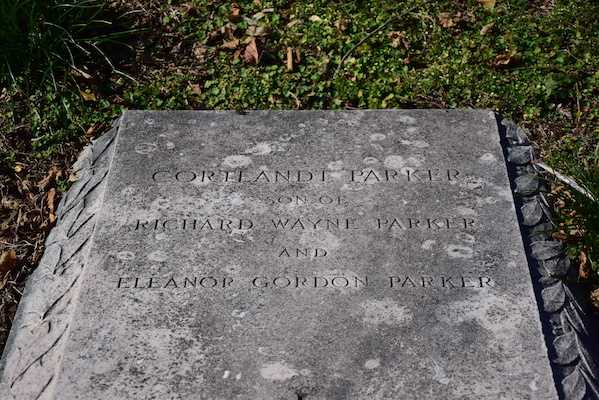 CORTLANDT PARKER
SON OF
RICHARD WAYNE PARKER
AND
ELEANOR GORDON PARKER